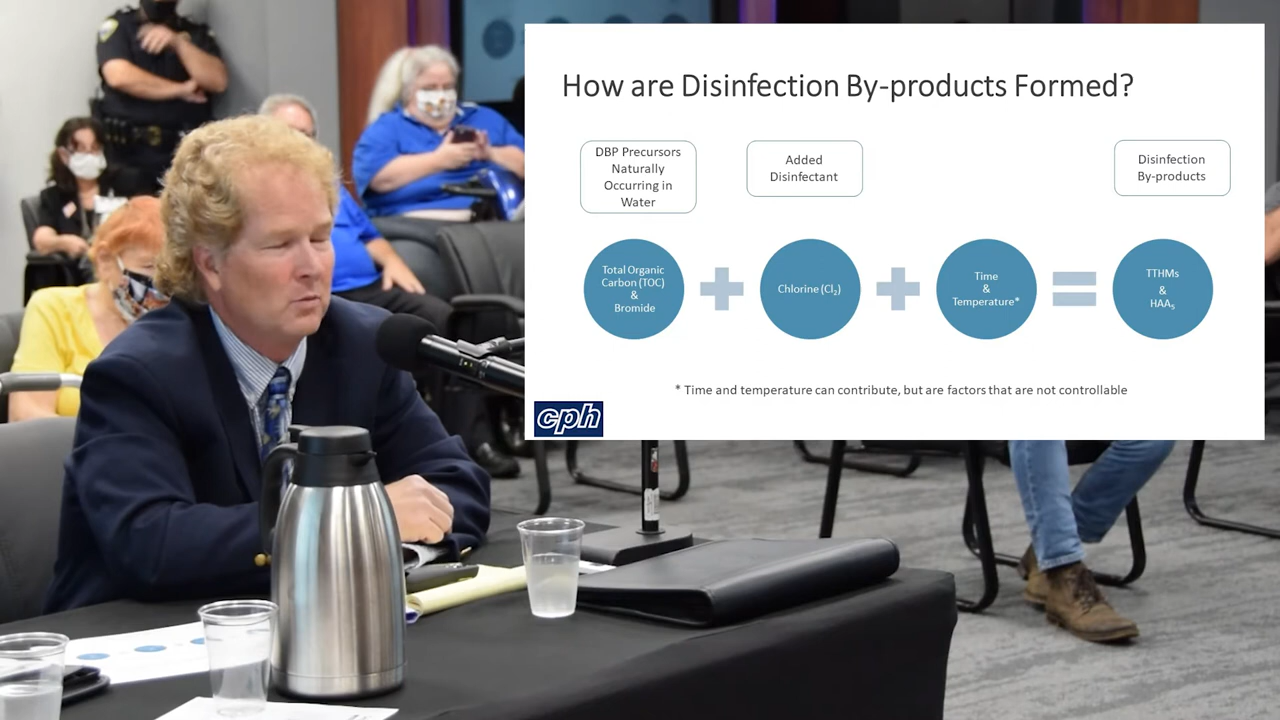 How are Disinfection By-products Formed?
DBP Precursors
Naturally
Occurring in
Water
Added
Disinfectant
Disinfection
By-products
Total Organic
Carbon (TOC)
&
Bromide
Chlorine (Cl₂)
Time
&
Temperature*
TTHMs
&
HAA₅
* Time and temperature can contribute, but are factors that are not controllable
cph